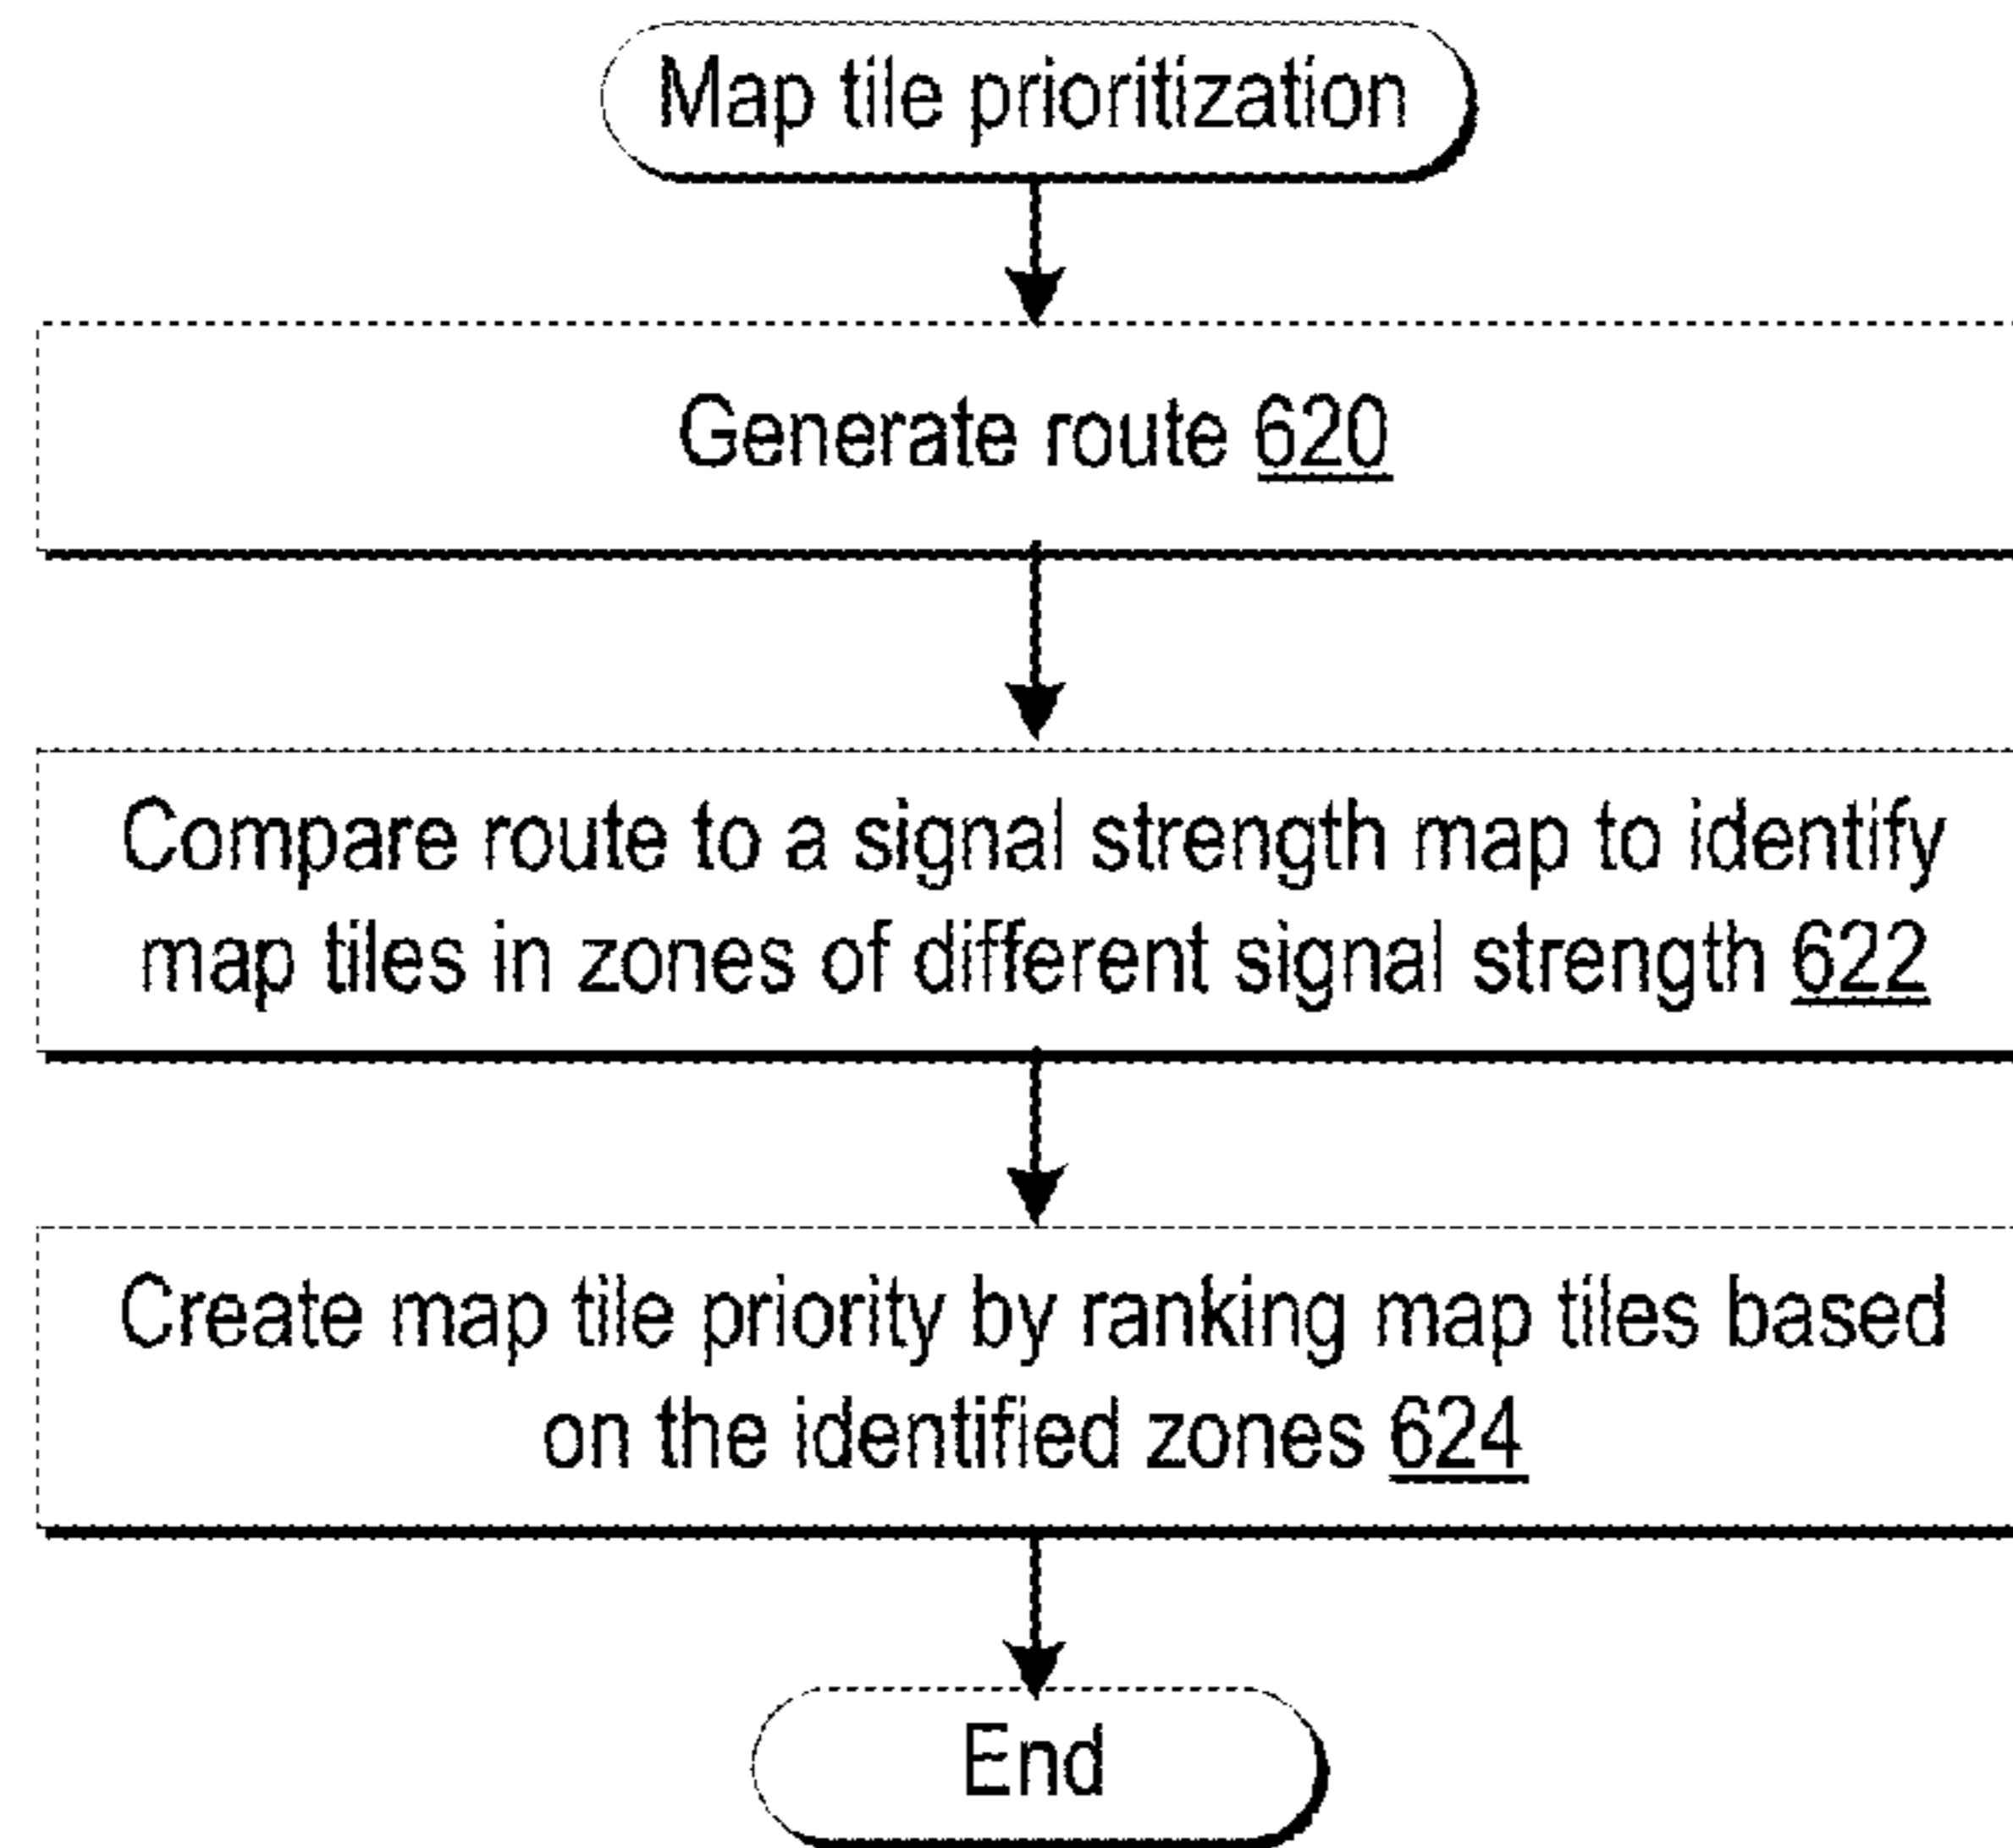 Map tile prioritization
Generate route 620
Compare route to a signal strength map to identify
map tiles in zones of different signal strength 622
Create map tile priority by ranking map tiles based
on the identified zones 624
End